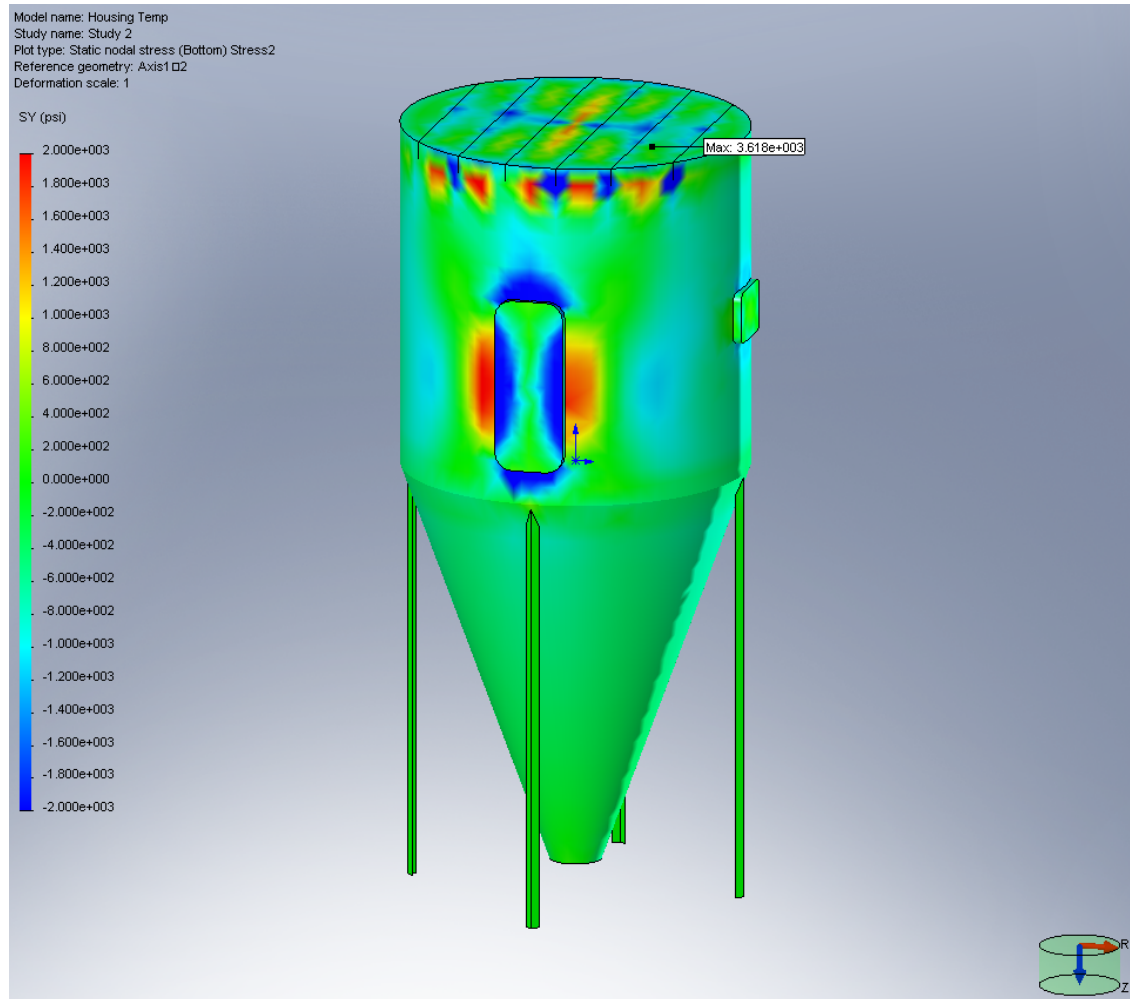 Model name: Housing Temp
Study name: Study 2
Plot type: Static nodal stress (Bottom) Stress2
Reference geometry: Axis1□2
Deformation scale: 1
SY (psi)
2.000e+003
1.800e+003
1.600e+003
1.400e+003
1.200e+003
1.000e+003
8.000e+002
6.000e+002
4.000e+002
2.000e+002
0.000e+000
-2.000e+002
-4.000e+002
-6.000e+002
-8.000e+002
-1.000e+003
-1.200e+003
-1.400e+003
-1.600e+003
-1.800e+003
-2.000e+003
Max: 3.618e+003
R
Z